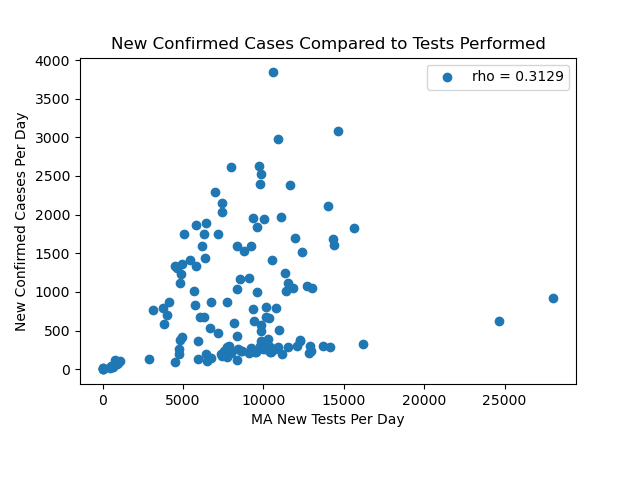 New Confirmed Cases Compared to Tests Performed
rho = 0.3129
New Confirmed Caeses Per Day
4000
3500
3000
2500
2000
1500
1000
500
0
0 5000 10000 15000 20000 25000
MA New Tests Per Day